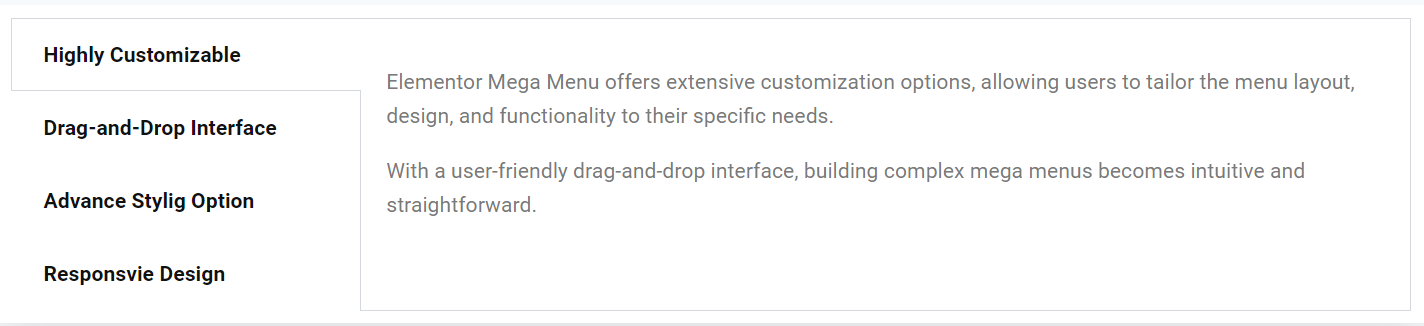 Highly Customizable
Drag-and-Drop Interface
Advance Stylig Option
Responsvie Design
Elementor Mega Menu offers extensive customization options, allowing users to tailor the menu layout,
design, and functionality to their specific needs.
With a user-friendly drag-and-drop interface, building complex mega menus becomes intuitive and
straightforward.